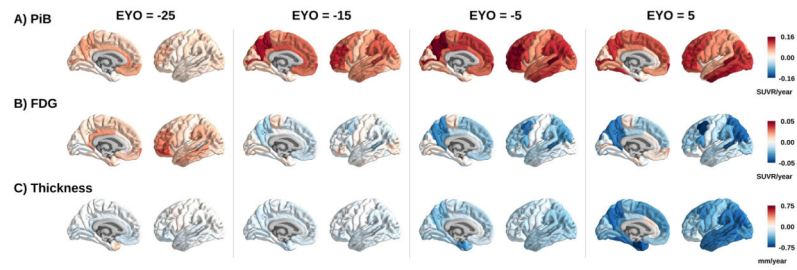 EYO = -25 EYO = -15 EYO = -5 EYO = 5
A) PiB
0.16
0.00
-0.16
SUVR/year
B) FDG
0.05
0.00
-0.05
SUVR/year
C) Thickness
0.75
0.00
-0.75
mm/year